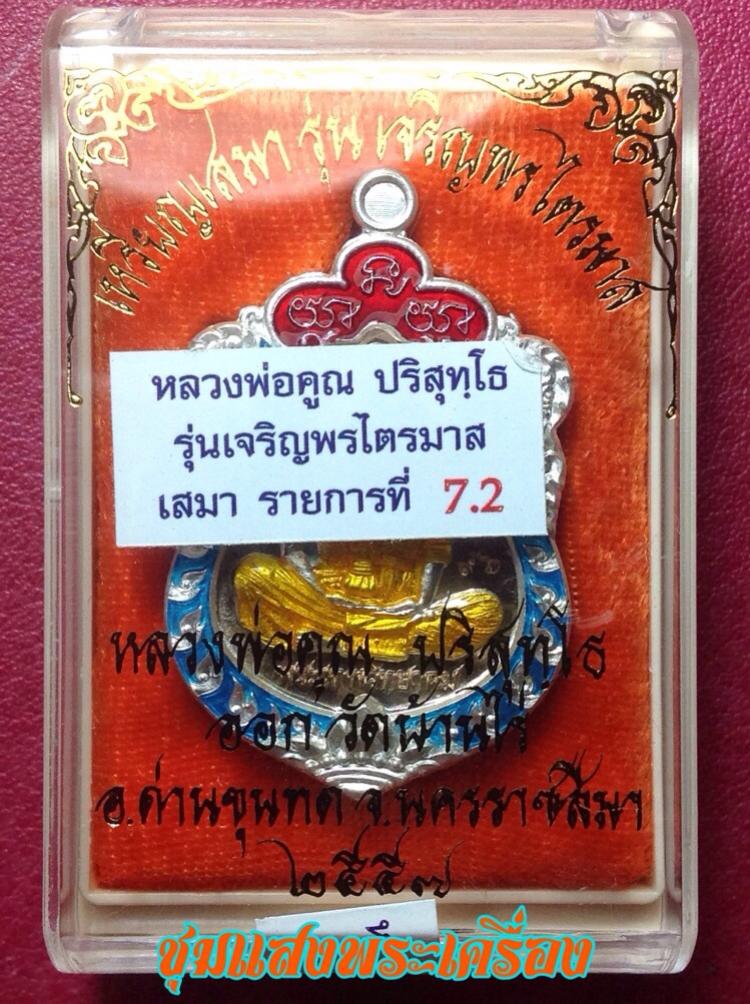 เหรียญเสมา รุ่น เจริญพรไตรมาส
หลวงพ่อคูณ ปริสุทฺโธ
รุ่นเจริญพรไตรมาส
เสมา รายการที่ 7.2
หลวงพ่อคูณ ปริสุทโธ
ออก วัดบ้านไร่
อ.ด่านขุนทด จ.นครราชสีมา
๒๕๕๗
ชุมแสงพระเครื่อง